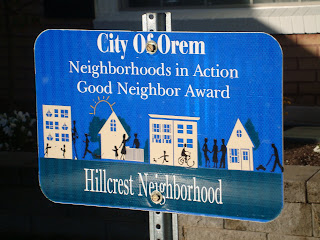 City Of Orem
Neighborhoods in Action
Good Neighbor Award
Hillcrest Neighborhood